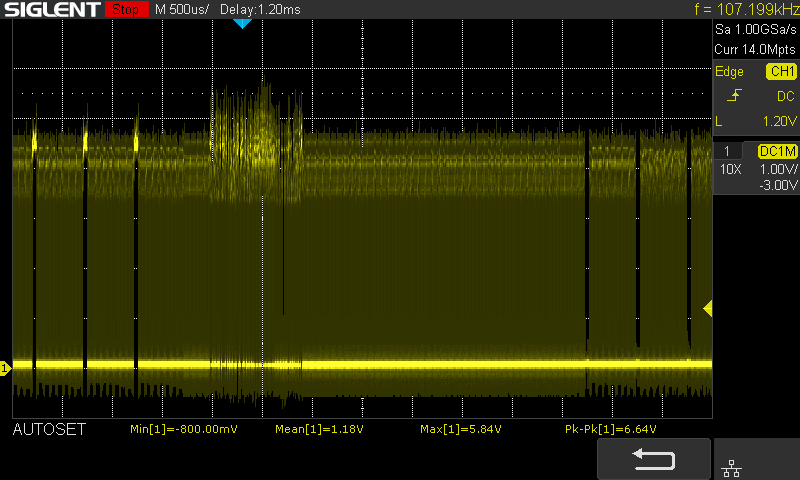 SIGLENT Stop M 500us/ Delay:1.20ms f = 107.199kHz
Sa 1.00GSa/s
Curr 14.0Mpts
Edge CH1
DC
L 1.20V
1 DC1M
10X 1.00V/
-3.00V
1
AUTOSET Min[1]=-800.00mV Mean[1]=1.18V Max[1]=5.84V Pk-Pk[1]=6.64V